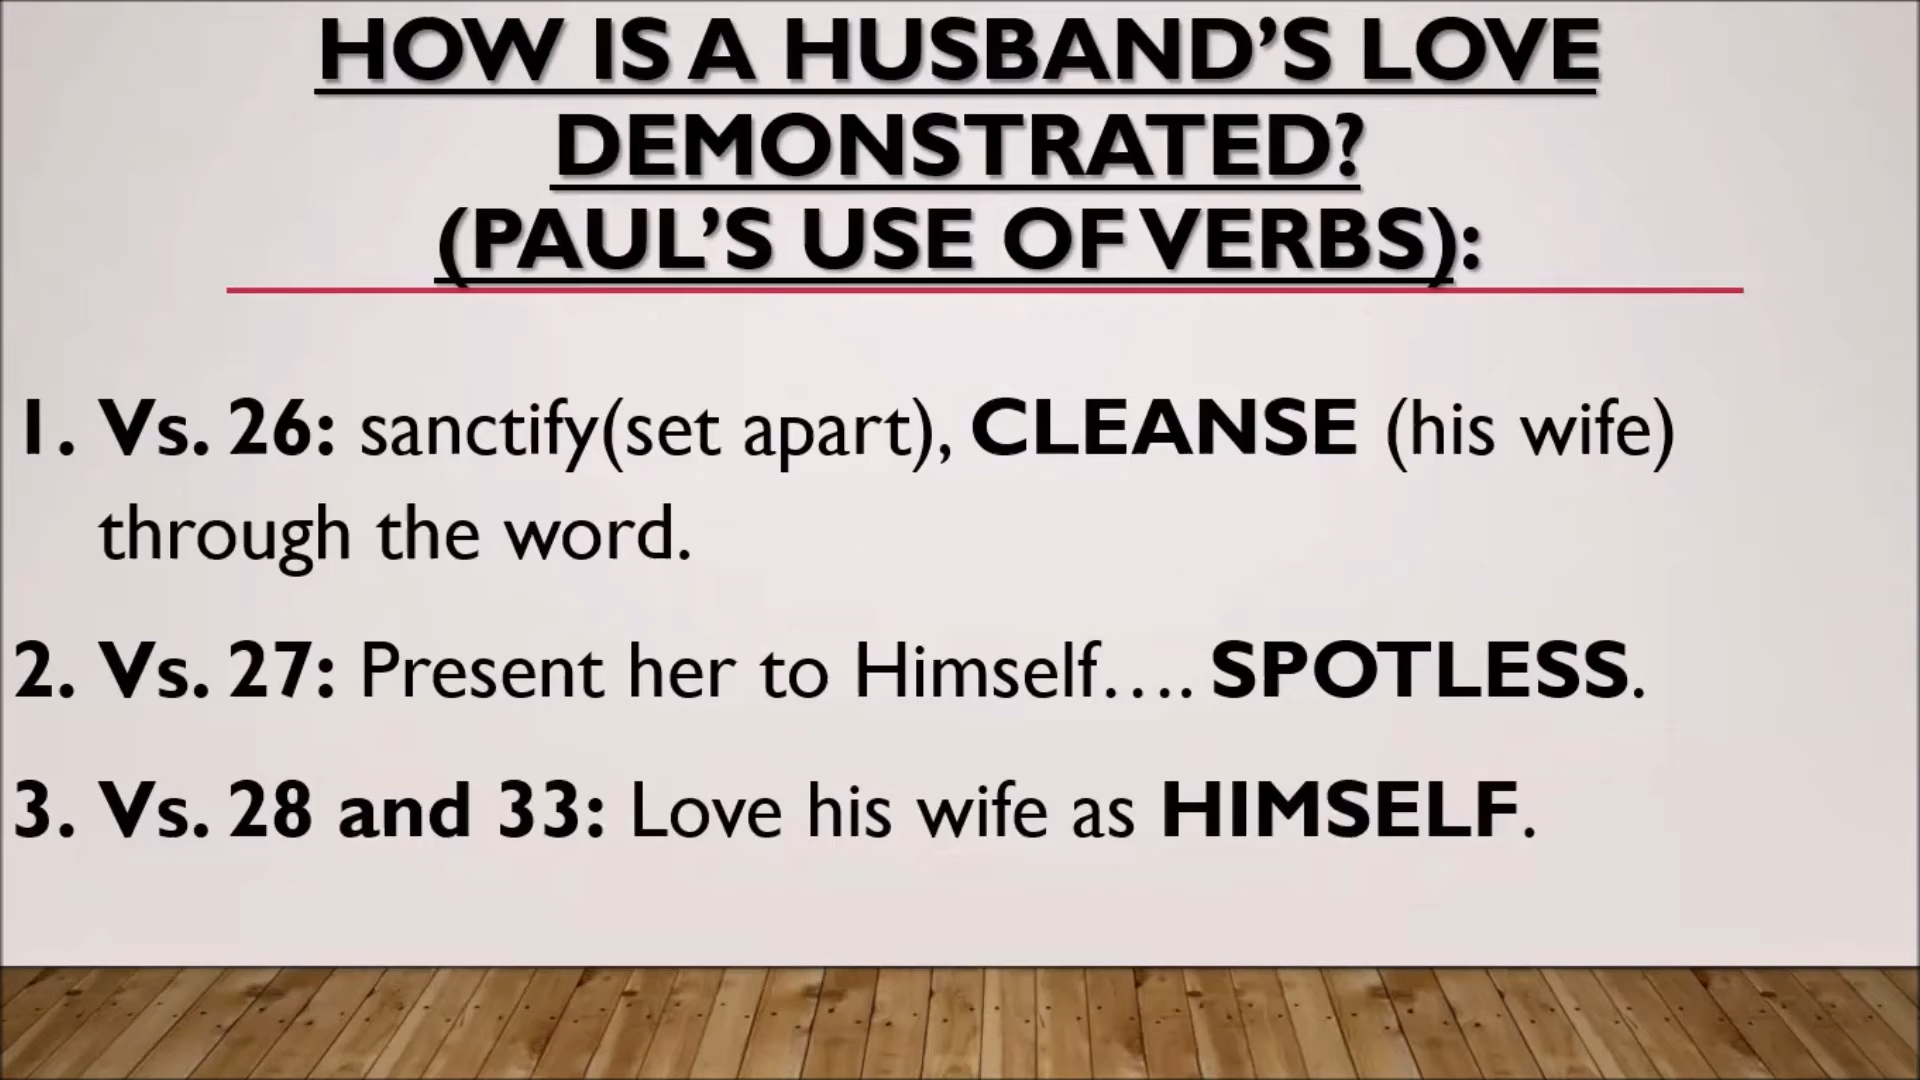 HOW IS A HUSBAND’S LOVE
DEMONSTRATED?
(PAUL’S USE OF VERBS):
1. Vs. 26: sanctify(set apart), CLEANSE (his wife)
through the word.
2. Vs. 27: Present her to Himself…. SPOTLESS.
3. Vs. 28 and 33: Love his wife as HIMSELF.